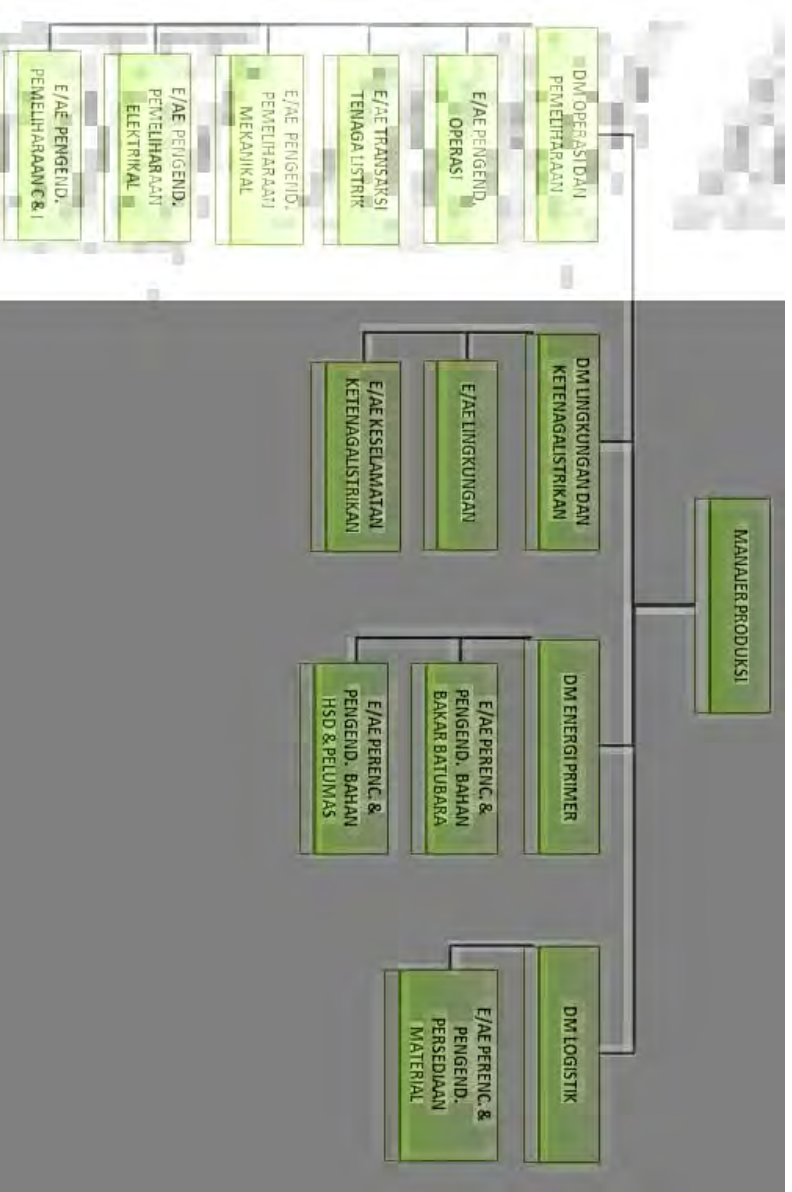 MANAJER PRODUKSI
DM OPERASI DAN
PEMELIHARAAN
E/AE PENGEND.
OPERASI
E/AE TRANSAKSI
TENAGA LISTRIK
E/AE PENGEND.
PEMELIHARAAN
MEKANIKAL
E/AE PENGEND.
PEMELIHARAAN
ELEKTRIKAL
E/AE PENGEND.
PEMELIHARAAN C & I
DM LINGKUNGAN DAN
KETENAGALISTRIKAN
E/AE LINGKUNGAN
E/AE KESELAMATAN
KETENAGALISTRIKAN
DM ENERGI PRIMER
E/AE PERENC. &
PENGEND. BAHAN
BAKAR BATUBARA
E/AE PERENC. &
PENGEND. BAHAN
HSD & PELUMAS
DM LOGISTIK
E/AE PERENC. &
PENGEND.
PERSEDIAAN
MATERIAL